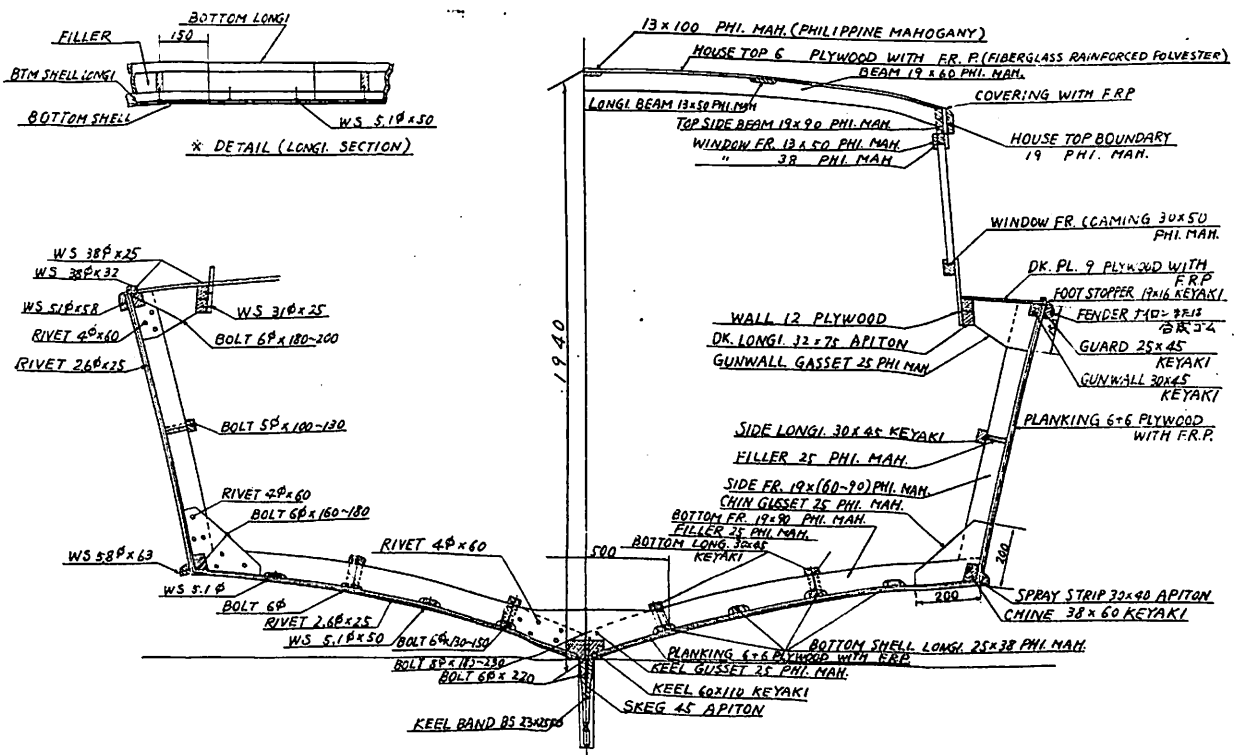 BOTTOM LONGI
FILLER
150
BTM SHELL LONGI
BOTTOM SHELL
WS 5.1φ×50
※ DETAIL (LONGI. SECTION)
13×100 PHI. MAH. (PHILIPPINE MAHOGANY)
HOUSE TOP 6 PLYWOOD WITH F.R.P. (FIBERGLASS RAINFORCED FOLVESTER)
BEAM 19×60 PHI. MAH.
LONGI. BEAM 13×50 PHI. MAH
COVERING WITH F.R.P
TOP SIDE BEAM 19×90 PHI. MAH.
WINDOW FR. 13×50 PHI. MAH.
" 38 PHI. MAH
HOUSE TOP BOUNDARY
19 PHI. MAH.
1940
WINDOW FR. COAMING 30×50
PHI. MAH.
DK. PL. 9 PLYWOOD WITH
F.R.P
FOOT STOPPER 19×16 KEYAKI
FENDER ナイロン または
合成ゴム
GUARD 25×45
KEYAKI
GUNWALL 30×45
KEYAKI
WALL 12 PLYWOOD
DK. LONGI. 32×75 APITON
GUNWALL GASSET 25 PHI. MAH.
PLANKING 6+6 PLYWOOD
WITH F.R.P.
SIDE LONGI. 30×45 KEYAKI
FILLER 25 PHI. MAH.
SIDE FR. 19×(60~90) PHI. MAH.
CHIN GUSSET 25 PHI. MAH.
BOTTOM FR. 19×90 PHI. MAH.
FILLER 25 PHI. MAH.
BOTTOM LONG. 30×45
KEYAKI
500
200
200
SPRAY STRIP 30×40 APITON
CHINE 38×60 KEYAKI
BOTTOM SHELL LONGI. 25×38 PHI. MAH.
PLANKING 6+6 PLYWOOD WITH F.R.P.
KEEL GUSSET 25 PHI. MAH.
KEEL 60×110 KEYAKI
SKEG 45 APITON
WS 38φ×25
WS 38φ×32
WS 5.1φ×58
WS 31φ×25
RIVET 4φ×60
BOLT 6φ×180~200
RIVET 2.6φ×25
BOLT 5φ×100~130
RIVET 4φ×60
BOLT 6φ×160~180
WS 5.8φ×63
RIVET 4φ×60
WS 5.1φ
BOLT 6φ
RIVET 2.6φ×25
WS 5.1φ×50
BOLT 6φ×130~150
BOLT 8φ×185~230
BOLT 6φ×220
KEEL BAND BS